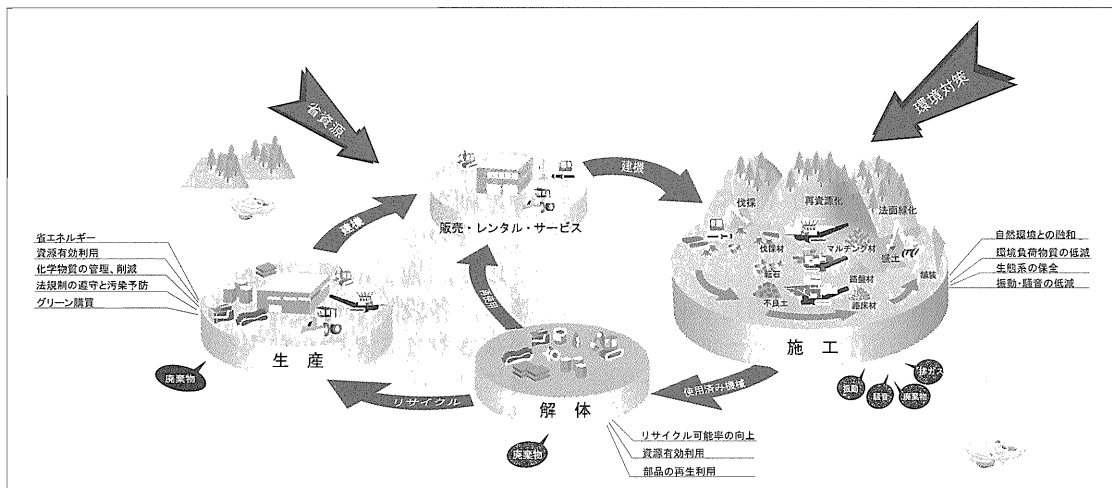 省資源
環境対策
建機
建機
販売・レンタル・サービス
伐採
再資源化
法面緑化
伐採材
マルチング材
盛土
舗装
岩石
路盤材
不良土
路床材
施工
自然環境との融和
環境負荷物質の低減
生態系の保全
振動・騒音の低減
省エネルギー
資源有効利用
化学物質の管理、削減
法規制の遵守と汚染予防
グリーン購買
生産
廃棄物
再利用
リサイクル
解体
使用済み機械
振動
騒音
廃棄物
排ガス
廃棄物
リサイクル可能率の向上
資源有効利用
部品の再生利用